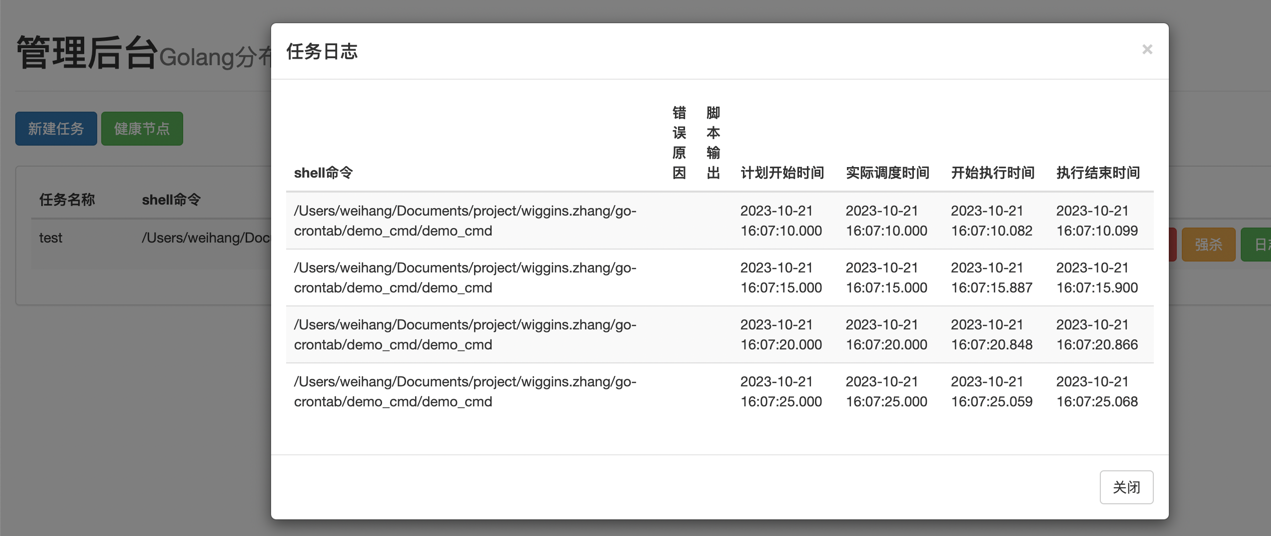 管理后台Golang分布
新建任务 健康节点
任务名称 shell命令
test /Users/weihang/Doc
强杀 日志
任务日志 ×
shell命令 错误原因 脚本输出 计划开始时间 实际调度时间 开始执行时间 执行结束时间
/Users/weihang/Documents/project/wiggins.zhang/go- 2023-10-21 2023-10-21 2023-10-21 2023-10-21
crontab/demo_cmd/demo_cmd 16:07:10.000 16:07:10.000 16:07:10.082 16:07:10.099
/Users/weihang/Documents/project/wiggins.zhang/go- 2023-10-21 2023-10-21 2023-10-21 2023-10-21
crontab/demo_cmd/demo_cmd 16:07:15.000 16:07:15.000 16:07:15.887 16:07:15.900
/Users/weihang/Documents/project/wiggins.zhang/go- 2023-10-21 2023-10-21 2023-10-21 2023-10-21
crontab/demo_cmd/demo_cmd 16:07:20.000 16:07:20.000 16:07:20.848 16:07:20.866
/Users/weihang/Documents/project/wiggins.zhang/go- 2023-10-21 2023-10-21 2023-10-21 2023-10-21
crontab/demo_cmd/demo_cmd 16:07:25.000 16:07:25.000 16:07:25.059 16:07:25.068
关闭